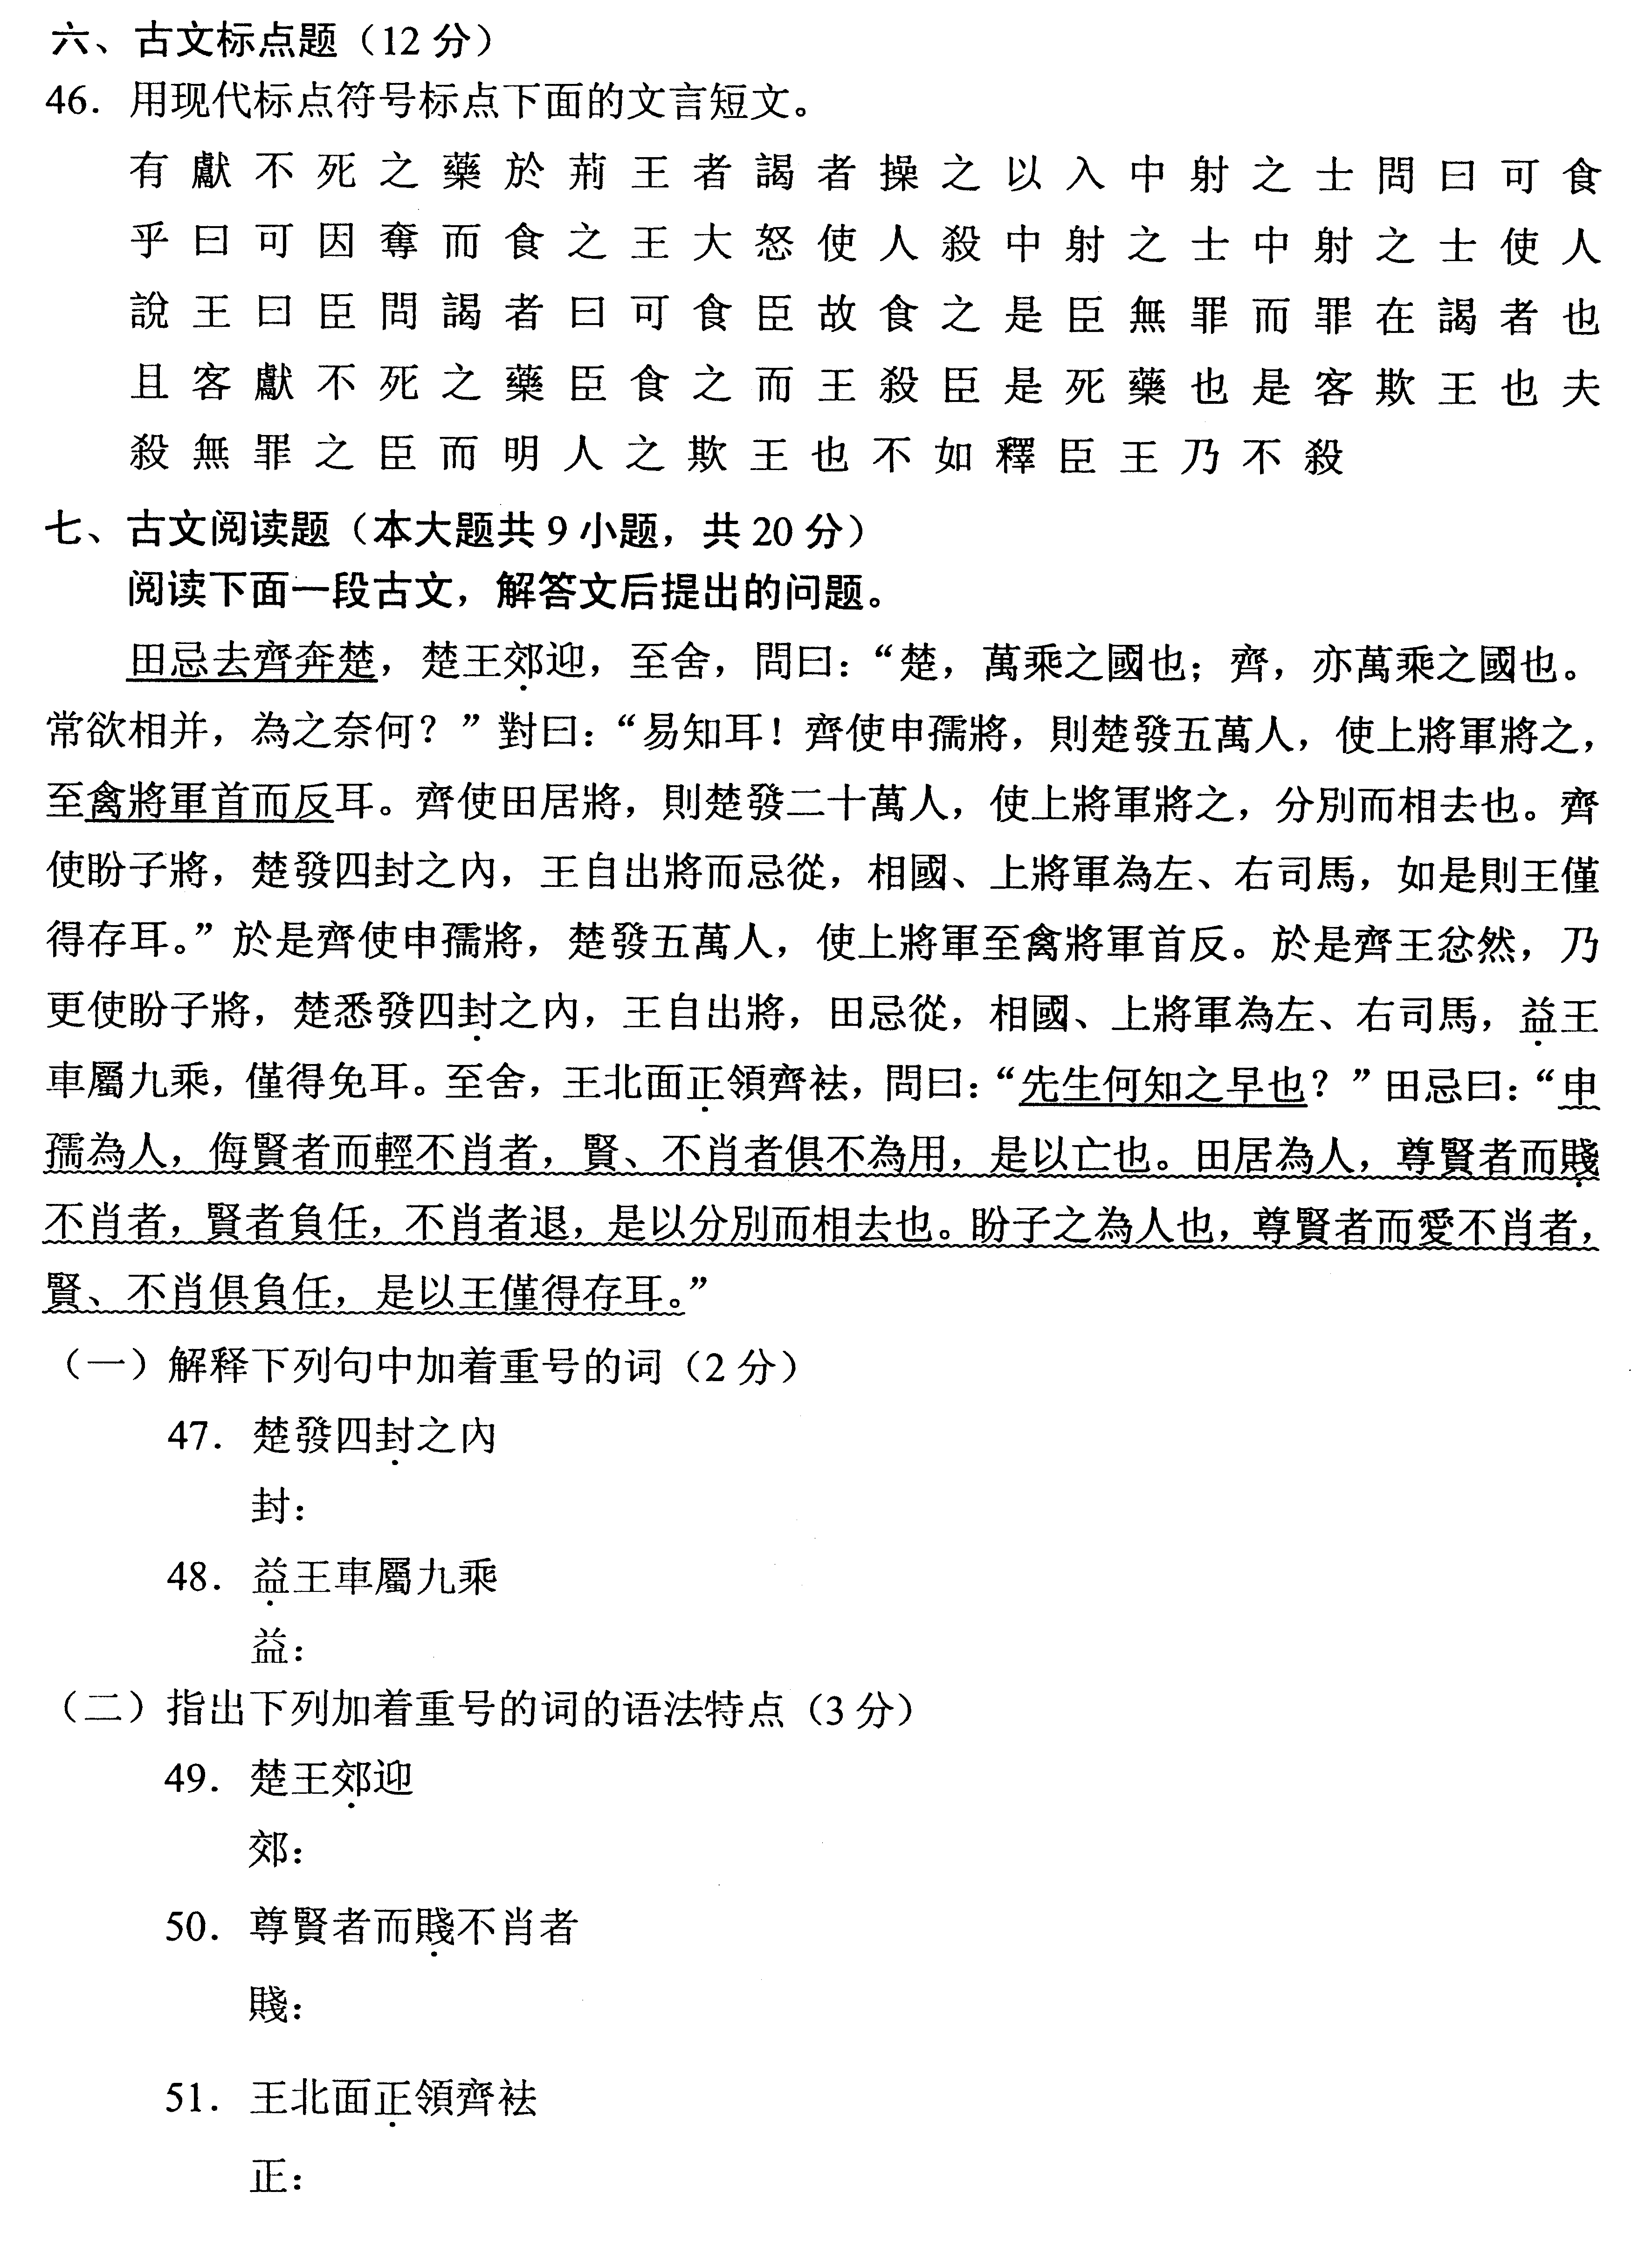 六、古文标点题（12 分）
46．用现代标点符号标点下面的文言短文。
有獻不死之藥於荊王者謁者操之以入中射之士問曰可食
乎曰可因奪而食之王大怒使人殺中射之士中射之士使人
說王曰臣問謁者曰可食臣故食之是臣無罪而罪在謁者也
且客獻不死之藥臣食之而王殺臣是死藥也是客欺王也夫
殺無罪之臣而明人之欺王也不如釋臣王乃不殺
七、古文阅读题（本大题共 9 小题，共 20 分）
阅读下面一段古文，解答文后提出的问题。
田忌去齊奔楚，楚王郊迎，至舍，問曰：“楚，萬乘之國也；齊，亦萬乘之國也。
常欲相并，為之奈何？”對曰：“易知耳！齊使申孺將，則楚發五萬人，使上將軍將之，
至禽將軍首而反耳。齊使田居將，則楚發二十萬人，使上將軍將之，分別而相去也。齊
使盼子將，楚發四封之內，王自出將而忌從，相國、上將軍為左、右司馬，如是則王僅
得存耳。”於是齊使申孺將，楚發五萬人，使上將軍至禽將軍首反。於是齊王忿然，乃
更使盼子將，楚悉發四封之內，王自出將，田忌從，相國、上將軍為左、右司馬，益王
車屬九乘，僅得免耳。至舍，王北面正領齊袪，問曰：“先生何知之早也？”田忌曰：“申
孺為人，侮賢者而輕不肖者，賢、不肖者俱不為用，是以亡也。田居為人，尊賢者而賤
不肖者，賢者負任，不肖者退，是以分別而相去也。盼子之為人也，尊賢者而愛不肖者，
賢、不肖俱負任，是以王僅得存耳。”
（一）解释下列句中加着重号的词（2 分）
47．楚發四封之內
封：
48．益王車屬九乘
益：
（二）指出下列加着重号的词的语法特点（3 分）
49．楚王郊迎
郊：
50．尊賢者而賤不肖者
賤：
51．王北面正領齊袪
正：